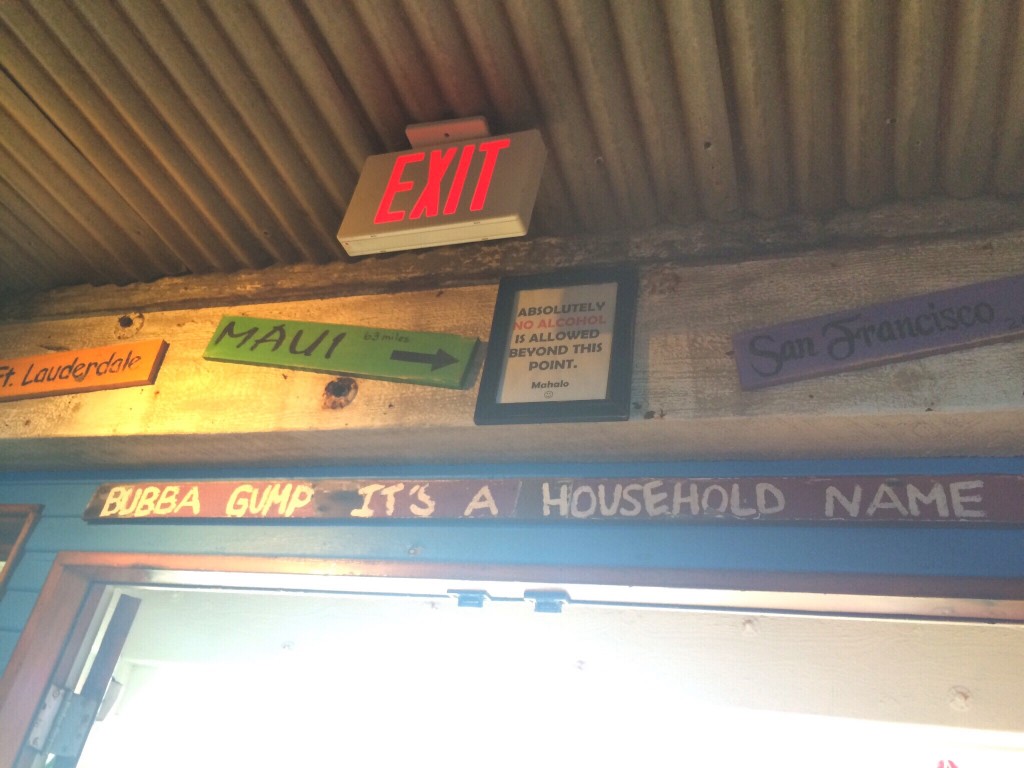 EXIT
Ft. Lauderdale
MAUI 63 miles
ABSOLUTELY
NO ALCOHOL
IS ALLOWED
BEYOND THIS
POINT.
Mahalo
San Francisco
BUBBA GUMP IT'S A HOUSEHOLD NAME